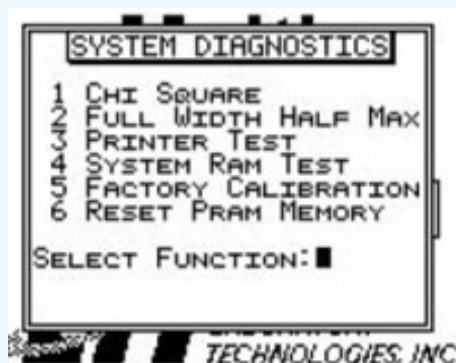 SYSTEM DIAGNOSTICS
1 CHI SQUARE
2 FULL WIDTH HALF MAX
3 PRINTER TEST
4 SYSTEM RAM TEST
5 FACTORY CALIBRATION
6 RESET PRAM MEMORY
SELECT FUNCTION:
TECHNOLOGIES, INC